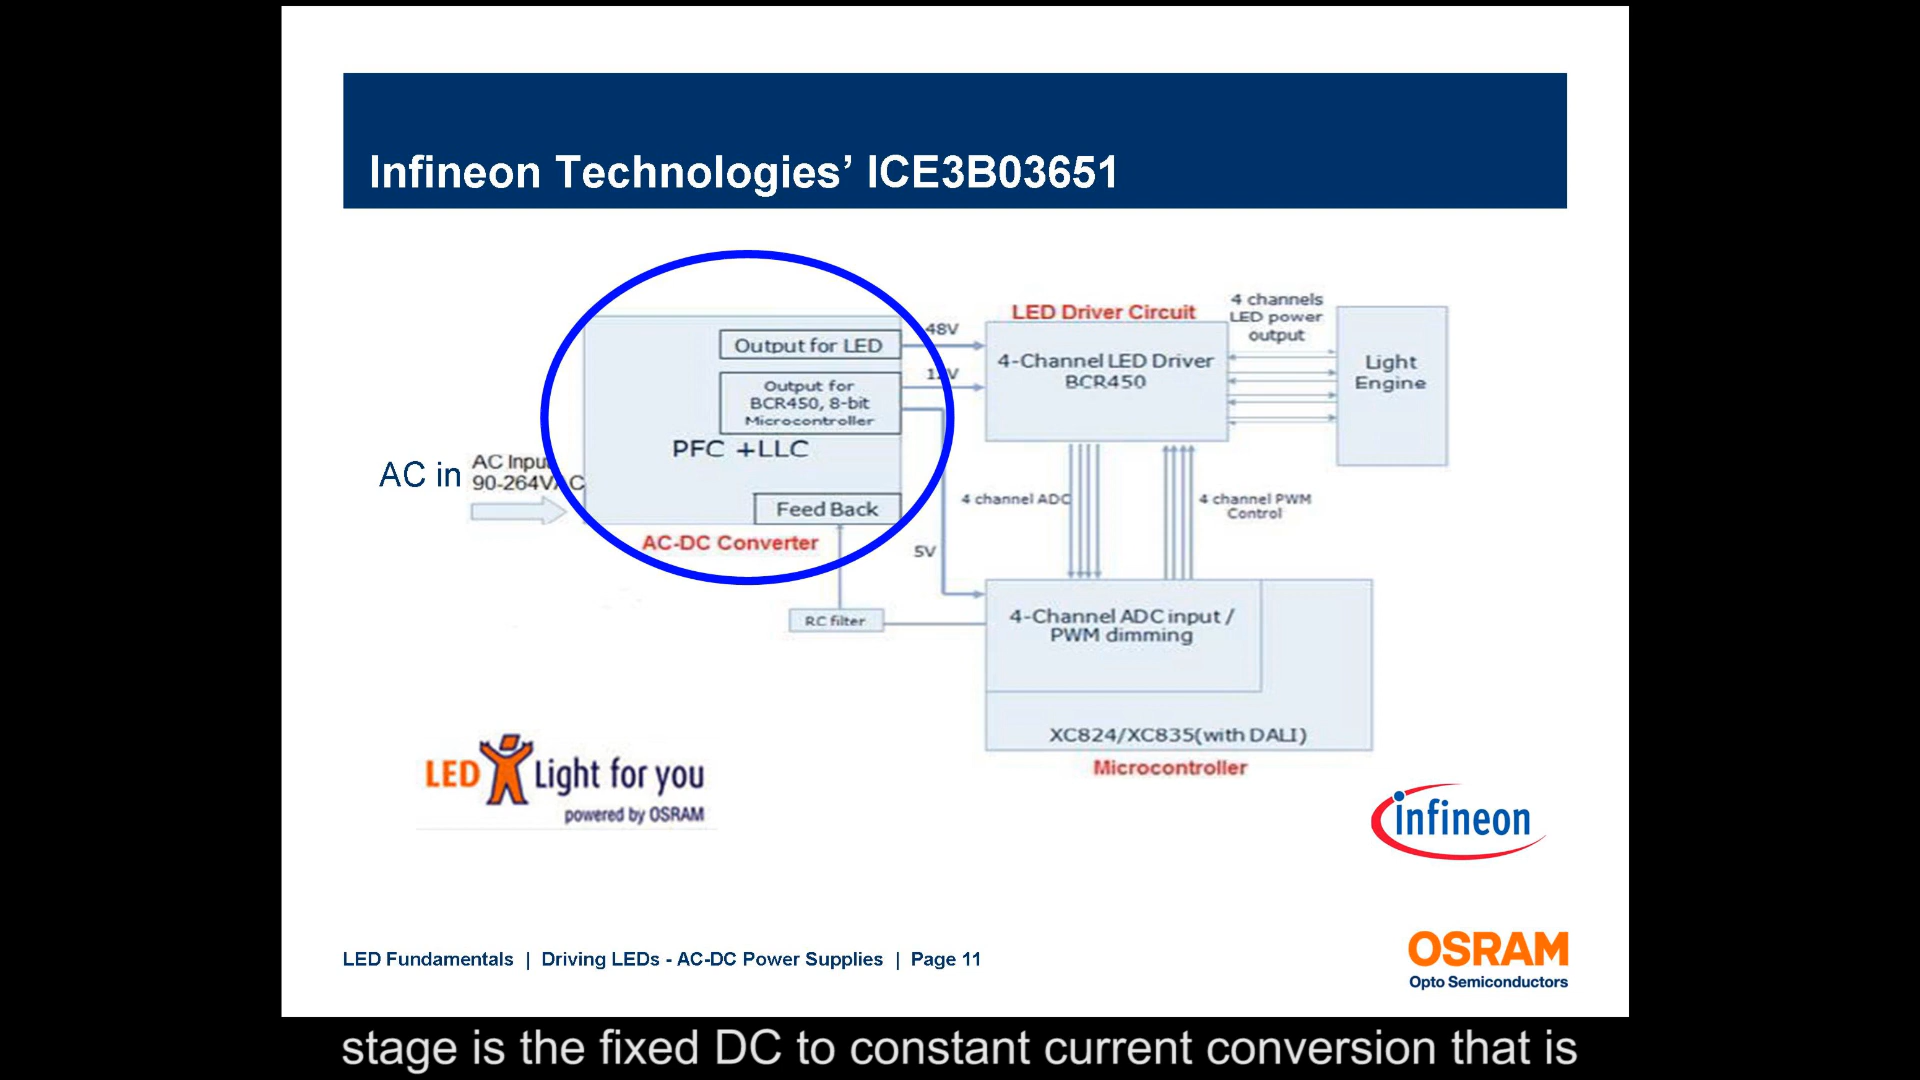 Infineon Technologies’ ICE3B03651
AC in
AC Input
90-264VAC
Output for LED
Output for
BCR450, 8-bit
Microcontroller
PFC +LLC
Feed Back
AC-DC Converter
48V
12V
5V
RC filter
LED Driver Circuit
4-Channel LED Driver
BCR450
4 channels
LED power
output
Light
Engine
4 channel ADC
4 channel PWM
Control
4-Channel ADC input /
PWM dimming
XC824/XC835(with DALI)
Microcontroller
LED Light for you
powered by OSRAM
infineon
LED Fundamentals | Driving LEDs - AC-DC Power Supplies | Page 11
OSRAM
Opto Semiconductors
stage is the fixed DC to constant current conversion that is